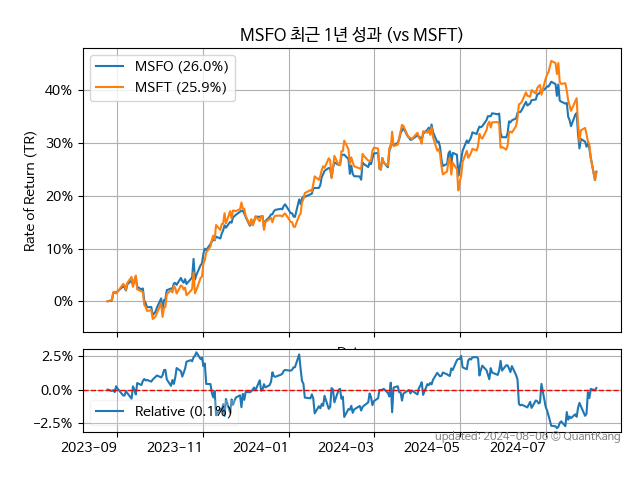 MSFO 최근 1년 성과 (vs MSFT)
MSFO (26.0%)
MSFT (25.9%)
Rate of Return (TR)
40%
30%
20%
10%
0%
2.5%
0.0%
−2.5%
Relative (0.1%)
2023-09 2023-11 2024-01 2024-03 2024-05 2024-07
updated: 2024-08-06 © QuantKang